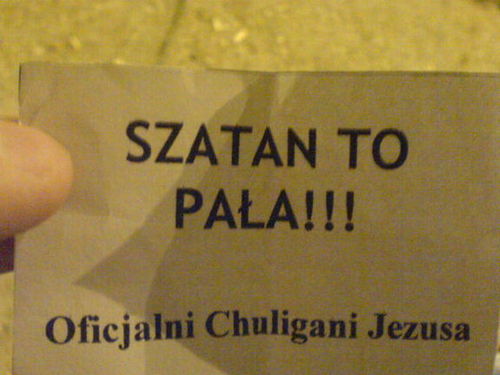 SZATAN TO
PAŁA!!!
Oficjalni Chuligani Jezusa